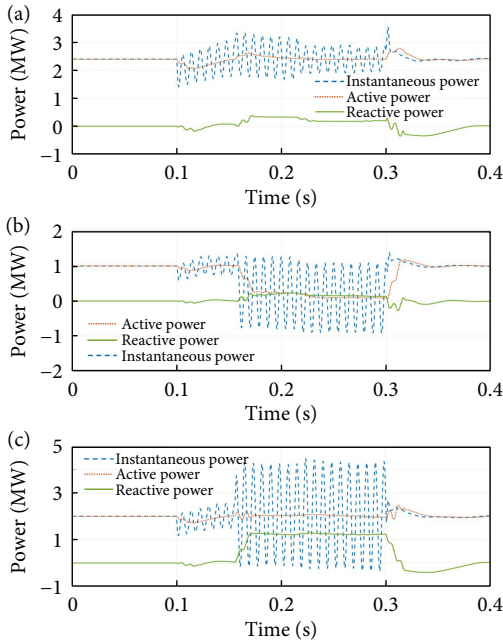 (a)
Power (MW)
4
3
2
1
0
−1
Instantaneous power
Active power
Reactive power
0
0.1
0.2
0.3
0.4
Time (s)
(b)
Power (MW)
2
1
0
−1
−2
Active power
Reactive power
Instantaneous power
0
0.1
0.2
0.3
0.4
Time (s)
(c)
Power (MW)
5
2
1
−1
Instantaneous power
Active power
Reactive power
0
0.1
0.2
0.3
0.4
Time (s)